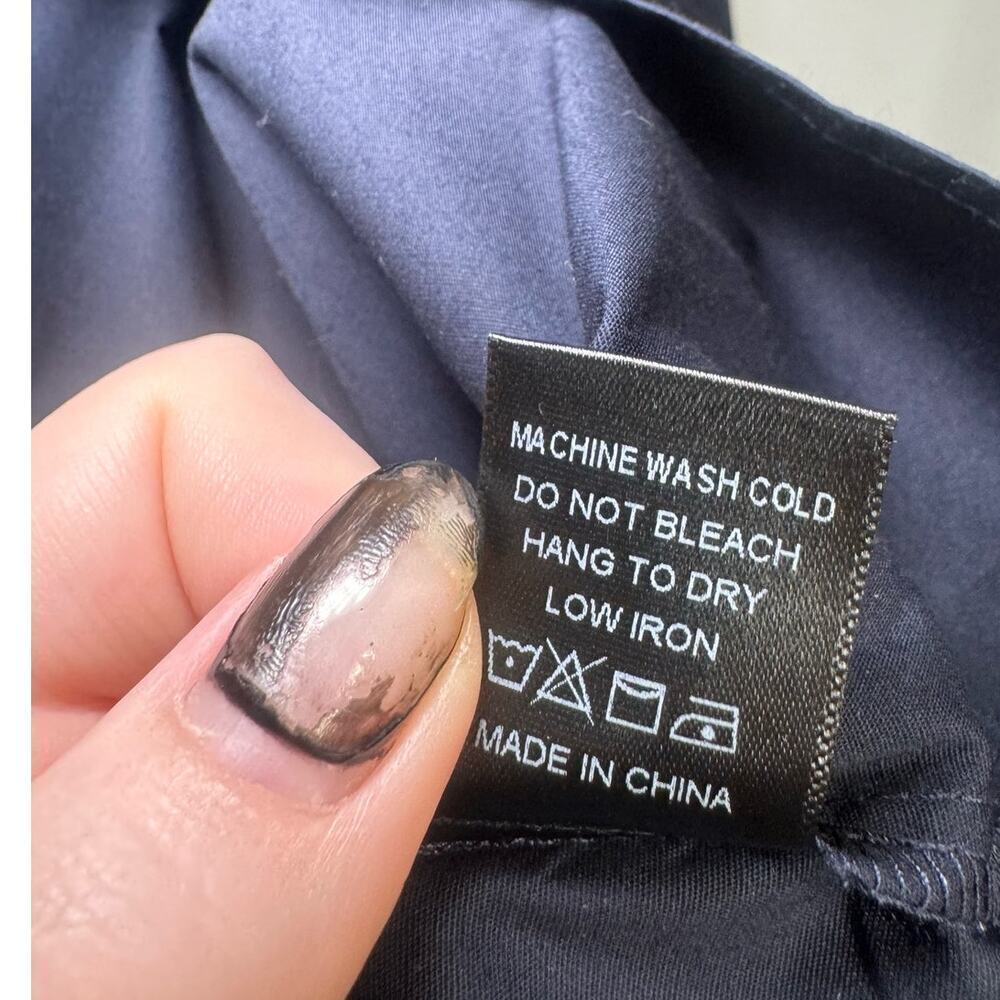 MACHINE WASH COLD
DO NOT BLEACH
HANG TO DRY
LOW IRON
MADE IN CHINA